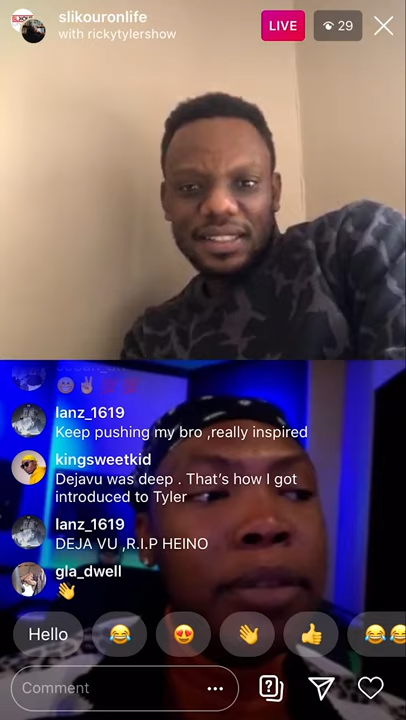 slikouronlife
with rickytylershow
LIVE
29
lanz_1619
Keep pushing my bro ,really inspired
kingsweetkid
Dejavu was deep . That's how I got
introduced to Tyler
lanz_1619
DEJA VU ,R.I.P HEINO
gla_dwell
👋
Hello
Comment